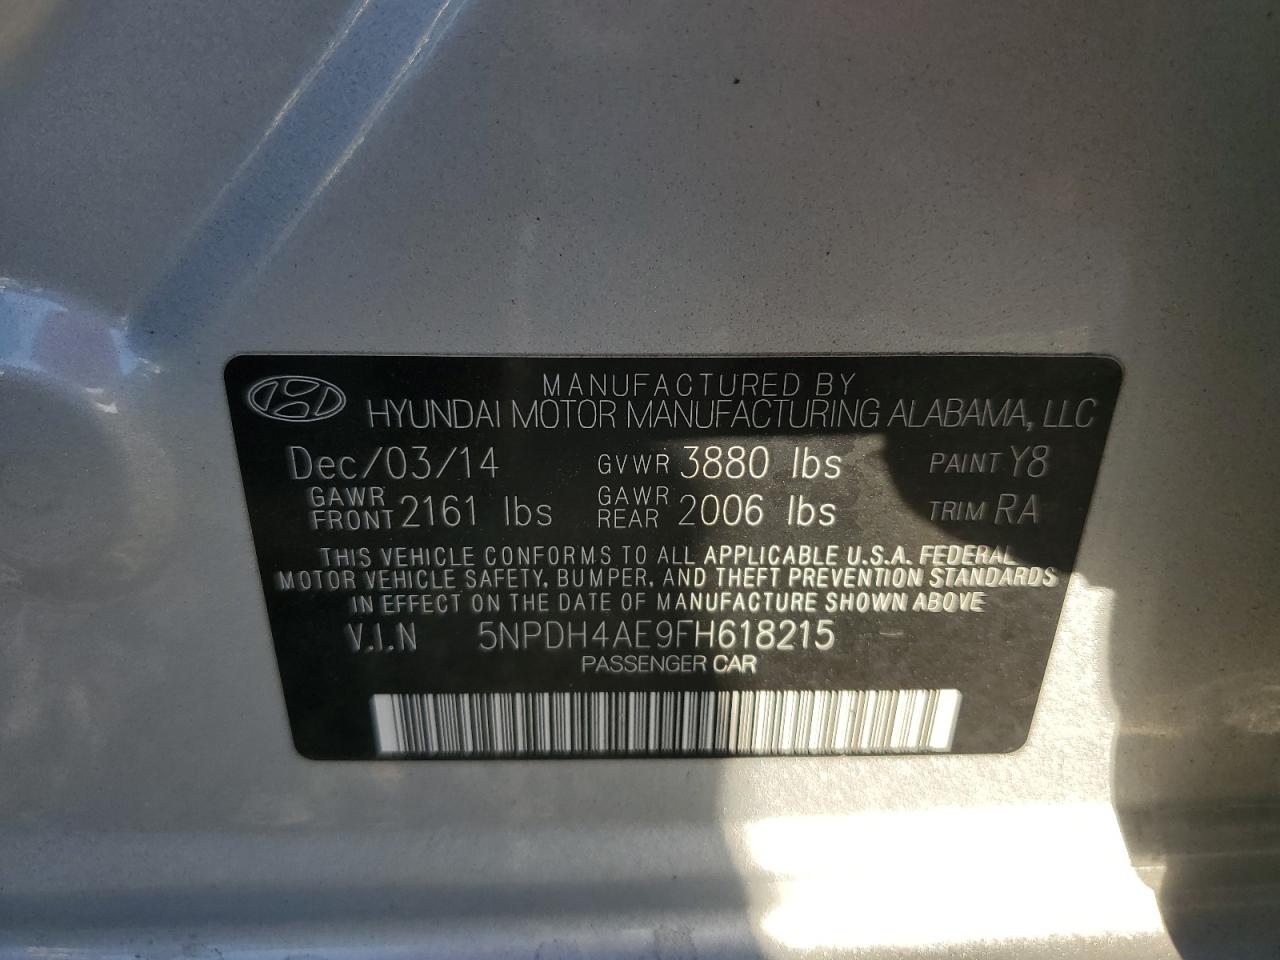 MANUFACTURED BY
HYUNDAI MOTOR MANUFACTURING ALABAMA, LLC
Dec/03/14 GVWR 3880 lbs PAINT Y8
GAWR FRONT 2161 lbs GAWR REAR 2006 lbs TRIM RA
THIS VEHICLE CONFORMS TO ALL APPLICABLE U.S.A. FEDERAL
MOTOR VEHICLE SAFETY, BUMPER, AND THEFT PREVENTION STANDARDS
IN EFFECT ON THE DATE OF MANUFACTURE SHOWN ABOVE
V.I.N 5NPDH4AE9FH618215
PASSENGER CAR